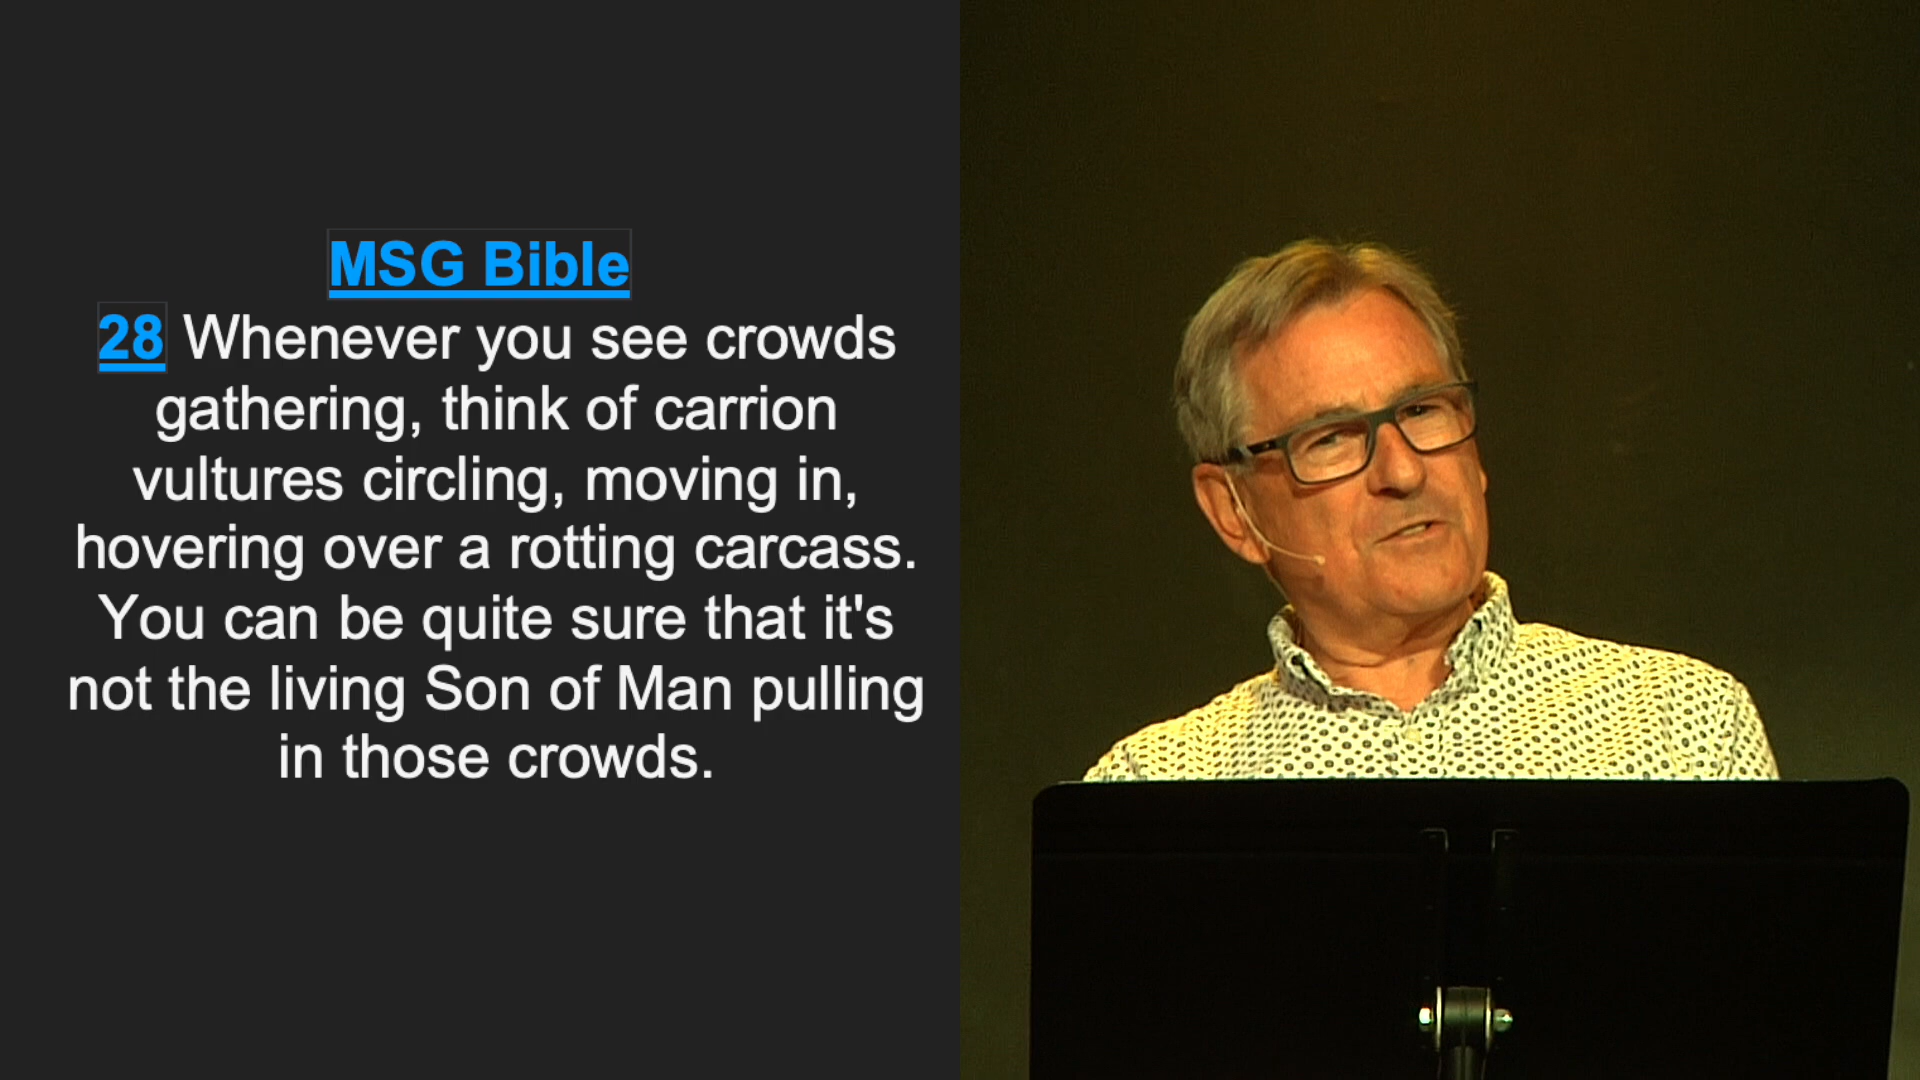 MSG Bible
28 Whenever you see crowds
gathering, think of carrion
vultures circling, moving in,
hovering over a rotting carcass.
You can be quite sure that it's
not the living Son of Man pulling
in those crowds.